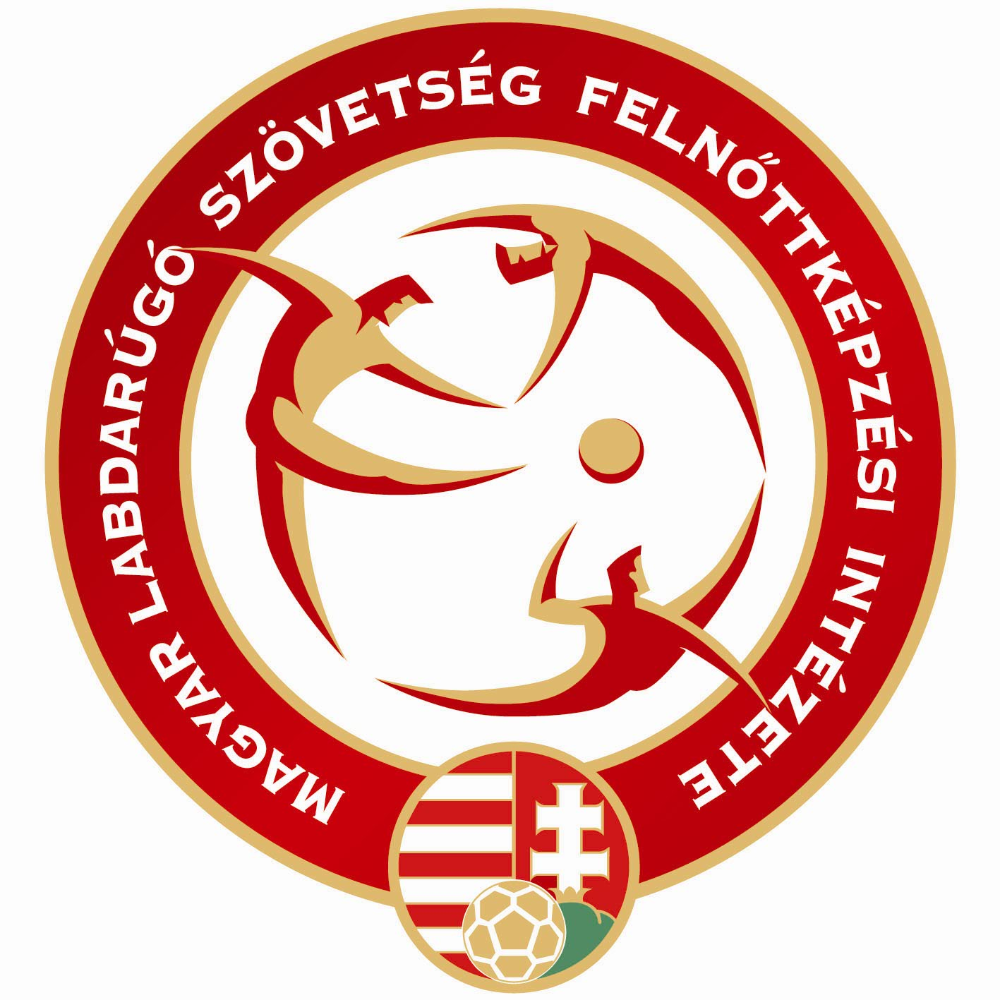 MAGYAR LABDARÚGÓ SZÖVETSÉG FELNŐTTKÉPZÉSI INTÉZETE